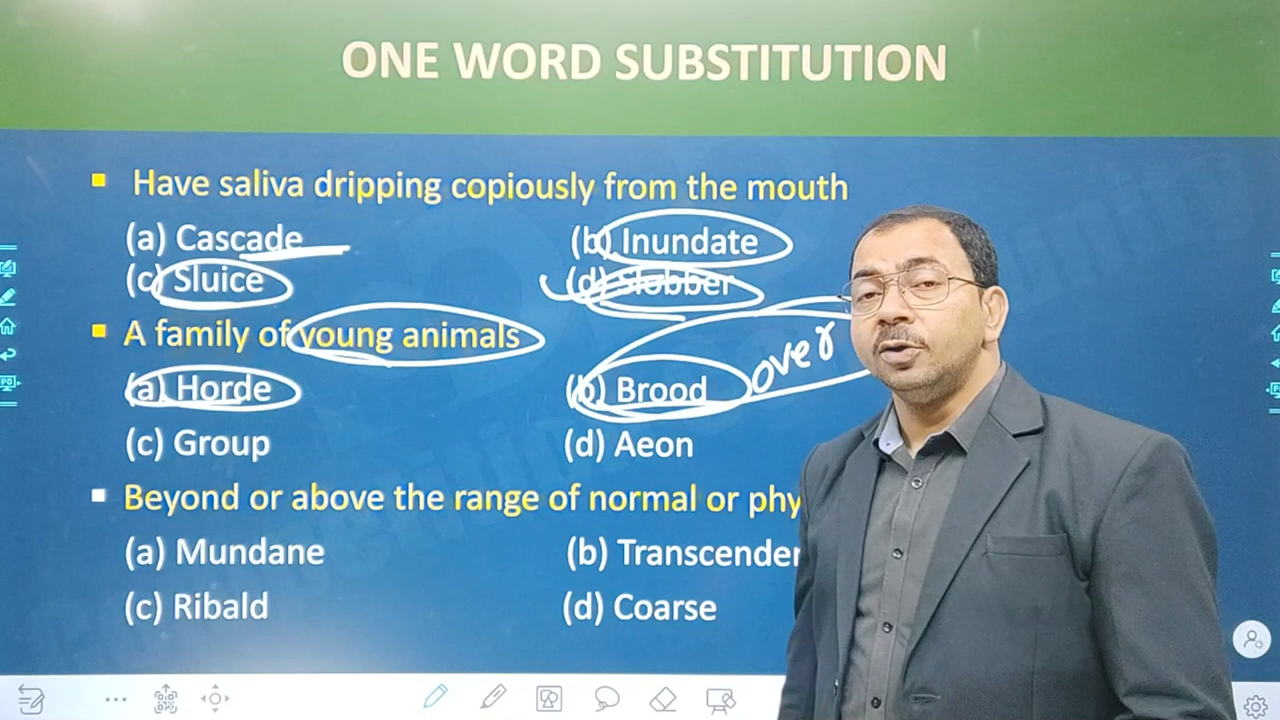 ONE WORD SUBSTITUTION
Have saliva dripping copiously from the mouth
(a) Cascade (b) Inundate
(c) Sluice (d) Slobber
A family of young animals
(a) Horde (b) Brood over
(c) Group (d) Aeon
Beyond or above the range of normal or phy
(a) Mundane (b) Transcenden
(c) Ribald (d) Coarse